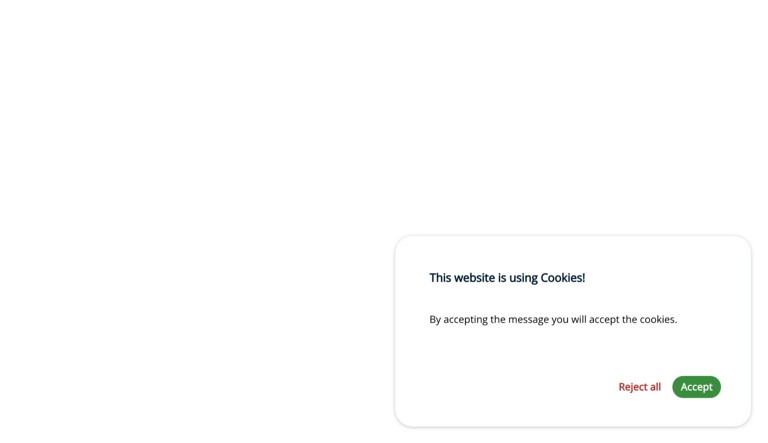 This website is using Cookies!
By accepting the message you will accept the cookies.
Reject all
Accept